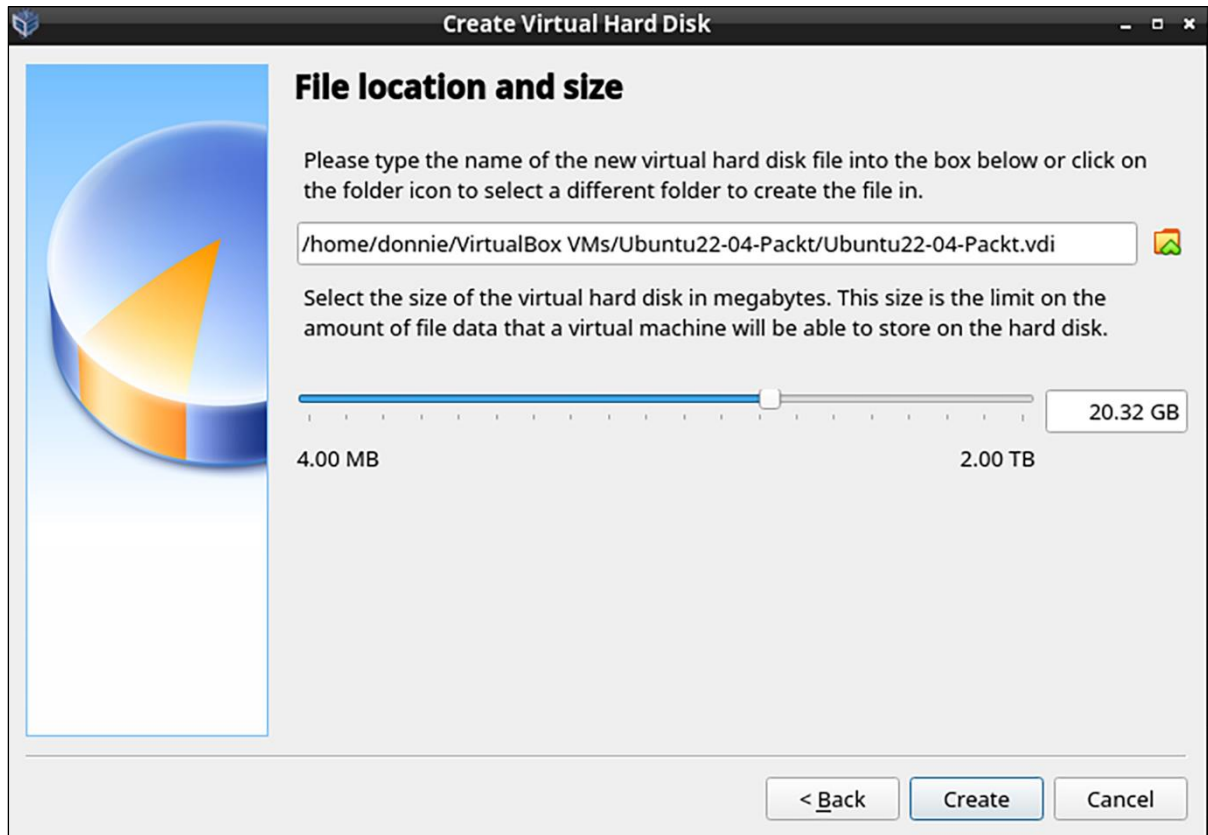 Create Virtual Hard Disk
File location and size
Please type the name of the new virtual hard disk file into the box below or click on
the folder icon to select a different folder to create the file in.
/home/donnie/VirtualBox VMs/Ubuntu22-04-Packt/Ubuntu22-04-Packt.vdi
Select the size of the virtual hard disk in megabytes. This size is the limit on the
amount of file data that a virtual machine will be able to store on the hard disk.
20.32 GB
4.00 MB 2.00 TB
< Back Create Cancel